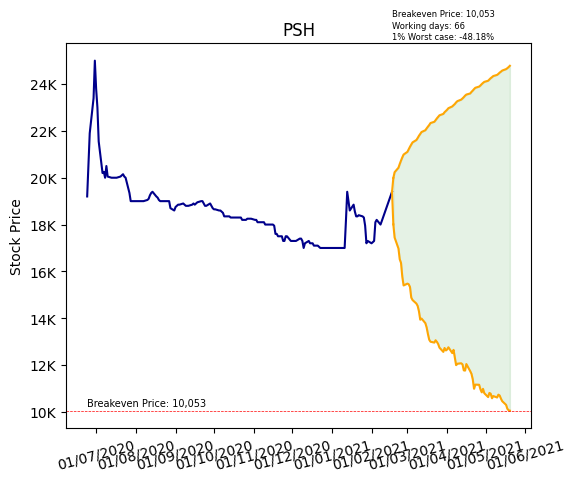 Breakeven Price: 10,053
Working days: 66
1% Worst case: -48.18%
PSH
Stock Price
24K
22K
20K
18K
16K
14K
12K
10K
Breakeven Price: 10,053
01/07/2020
01/08/2020
01/09/2020
01/10/2020
01/11/2020
01/12/2020
01/01/2021
01/02/2021
01/03/2021
01/04/2021
01/05/2021
01/06/2021